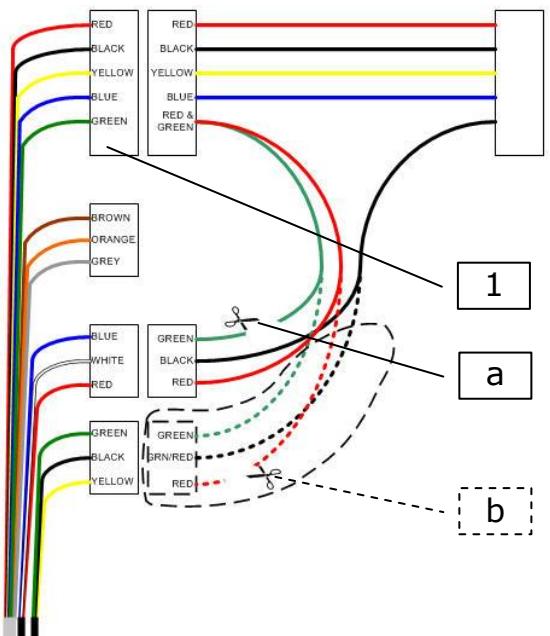 RED
BLACK
YELLOW
BLUE
GREEN
RED
BLACK
YELLOW
BLUE
RED &
GREEN
BROWN
ORANGE
GREY
BLUE
WHITE
RED
GREEN
BLACK
RED
GREEN
BLACK
YELLOW
GREEN
GRN/RED
RED
1
a
b